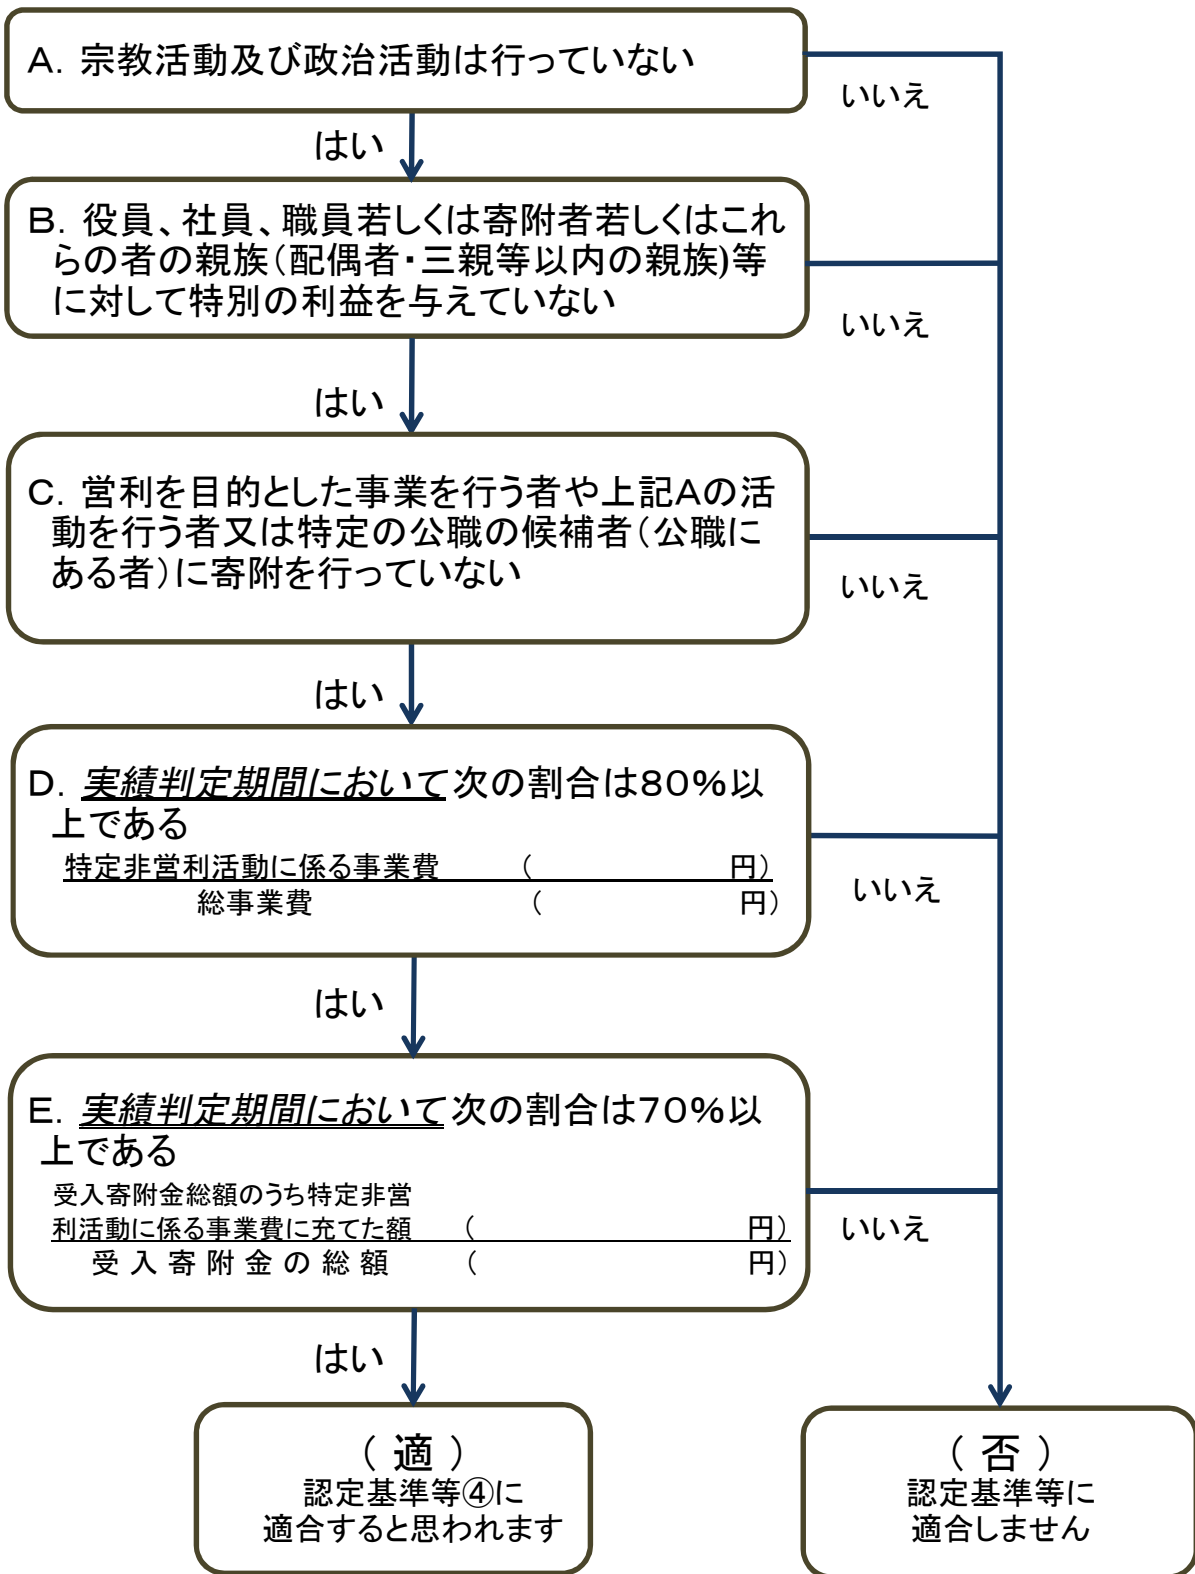 A. 宗教活動及び政治活動は行っていない
いいえ
はい
B. 役員、社員、職員若しくは寄附者若しくはこれ
らの者の親族（配偶者・三親等以内の親族）等
に対して特別の利益を与えていない
いいえ
はい
C. 営利を目的とした事業を行う者や上記Aの活
動を行う者又は特定の公職の候補者（公職に
ある者）に寄附を行っていない
いいえ
はい
D. 実績判定期間において次の割合は80%以
上である
特定非営利活動に係る事業費 （ 円）
総事業費 （ 円）
いいえ
はい
E. 実績判定期間において次の割合は70%以
上である
受入寄附金総額のうち特定非営
利活動に係る事業費に充てた額 （ 円）
受入寄附金の総額 （ 円）
いいえ
はい
（適）
認定基準等④に
適合すると思われます
（否）
認定基準等に
適合しません